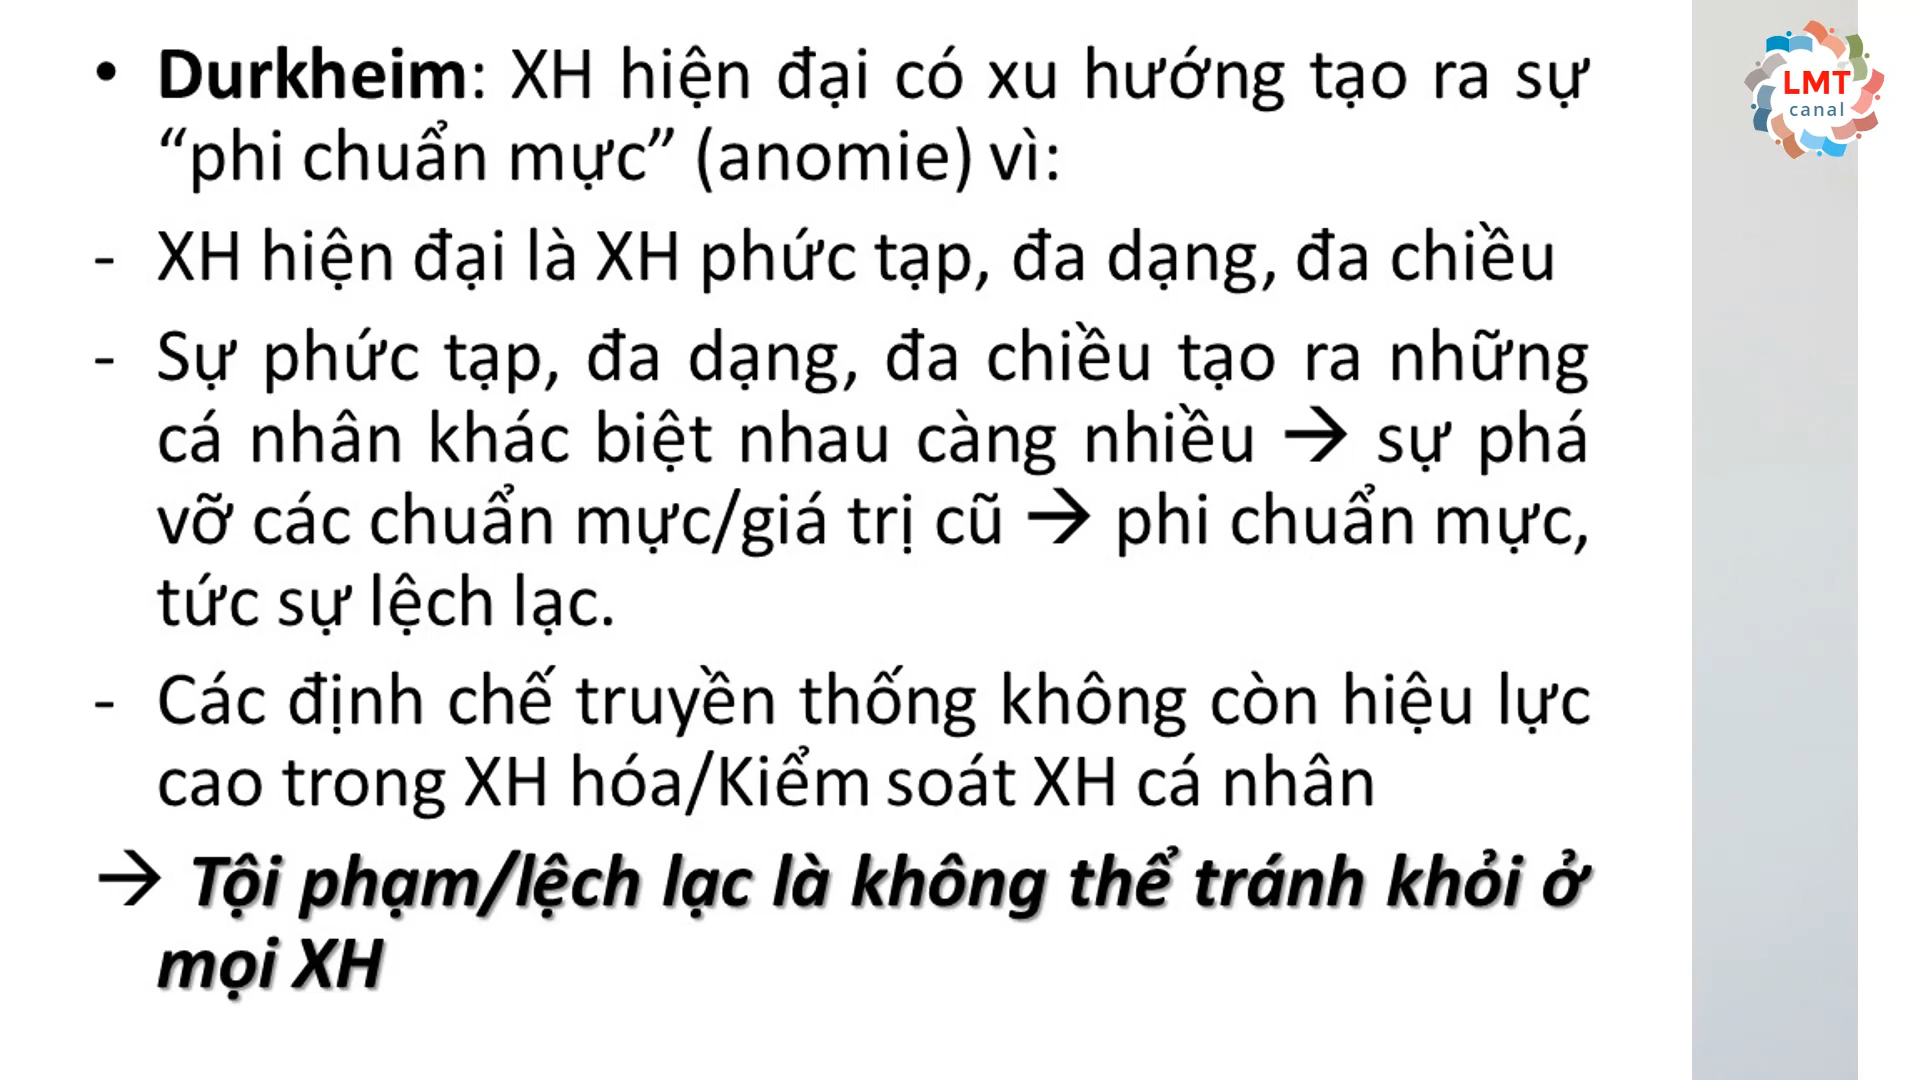 • Durkheim: XH hiện đại có xu hướng tạo ra sự
“phi chuẩn mực” (anomie) vì:
- XH hiện đại là XH phức tạp, đa dạng, đa chiều
- Sự phức tạp, đa dạng, đa chiều tạo ra những
cá nhân khác biệt nhau càng nhiều → sự phá
vỡ các chuẩn mực/giá trị cũ → phi chuẩn mực,
tức sự lệch lạc.
- Các định chế truyền thống không còn hiệu lực
cao trong XH hóa/Kiểm soát XH cá nhân
→ Tội phạm/lệch lạc là không thể tránh khỏi ở
mọi XH
LMT
canal